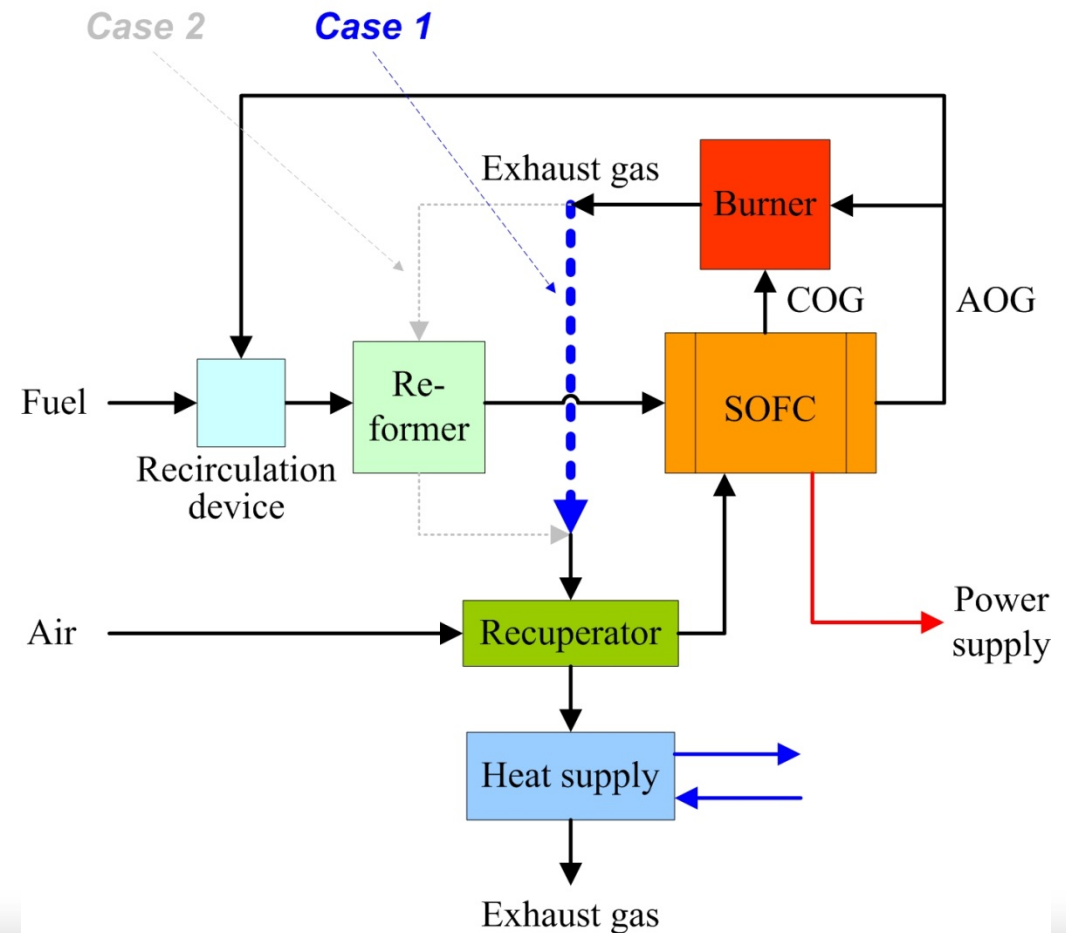 Case 2
Case 1
Exhaust gas
Burner
COG
AOG
Fuel
Re-
former
SOFC
Recirculation
device
Air
Recuperator
Power
supply
Heat supply
Exhaust gas